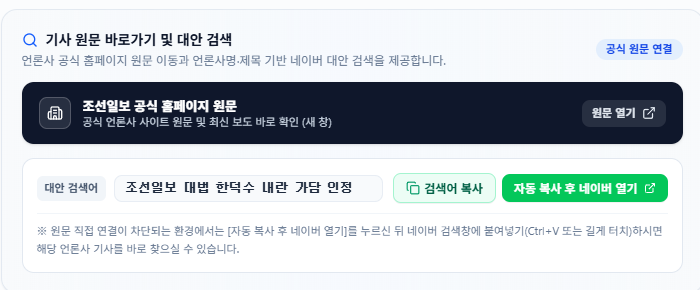 기사 원문 바로가기 및 대안 검색
언론사 공식 홈페이지 원문 이동과 언론사명·제목 기반 네이버 대안 검색을 제공합니다.
공식 원문 연결
조선일보 공식 홈페이지 원문
공식 언론사 사이트 원문 및 최신 보도 바로 확인 (새 창)
원문 열기
대안 검색어
조선일보 대법 한덕수 내란 가담 인정
검색어 복사
자동 복사 후 네이버 열기
※ 원문 직접 연결이 차단되는 환경에서는 [자동 복사 후 네이버 열기]를 누르신 뒤 네이버 검색창에 붙여넣기(Ctrl+V 또는 길게 터치)하시면
해당 언론사 기사를 바로 찾으실 수 있습니다.